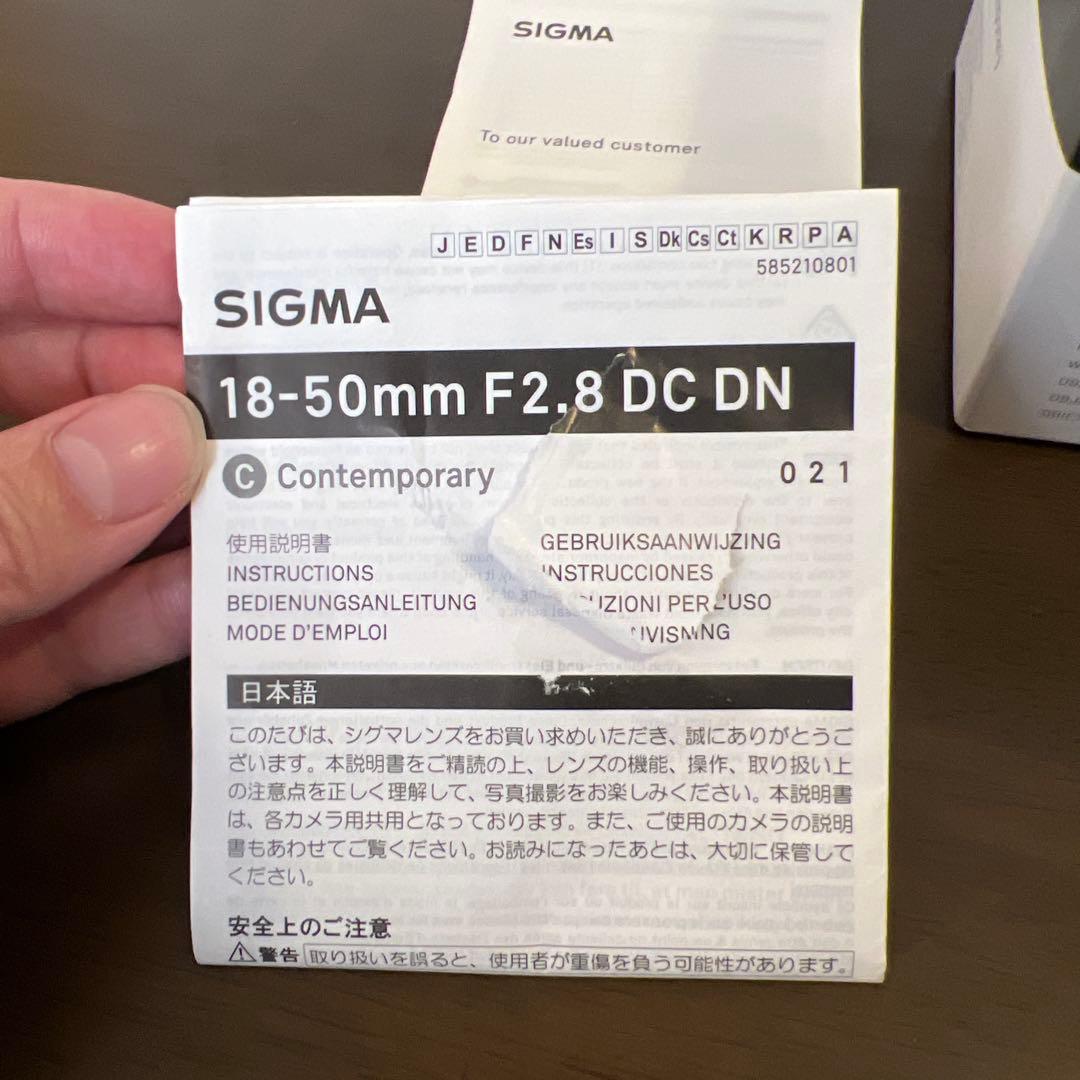 SIGMA
To our valued customer
J E D F N Es I S Dk Cs Ct K R P A
585210801
SIGMA
18-50mm F2.8 DC DN
C Contemporary 021
使用説明書
INSTRUCTIONS
BEDIENUNGSANLEITUNG
MODE D'EMPLOI
GEBRUIKSAANWIJZING
INSTRUCCIONES
PER L'USO
日本語
このたびは、シグマレンズをお買い求めいただき、誠にありがとうご
ざいます。本説明書をご精読の上、レンズの機能、操作、取り扱い上
の注意点を正しく理解して、写真撮影をお楽しみください。本説明書
は、各カメラ用共用となっております。また、ご使用のカメラの説明
書もあわせてご覧ください。お読みになったあとは、大切に保管して
ください。
安全上のご注意
警告 取り扱いを誤ると、使用者が重傷を負う可能性があります。